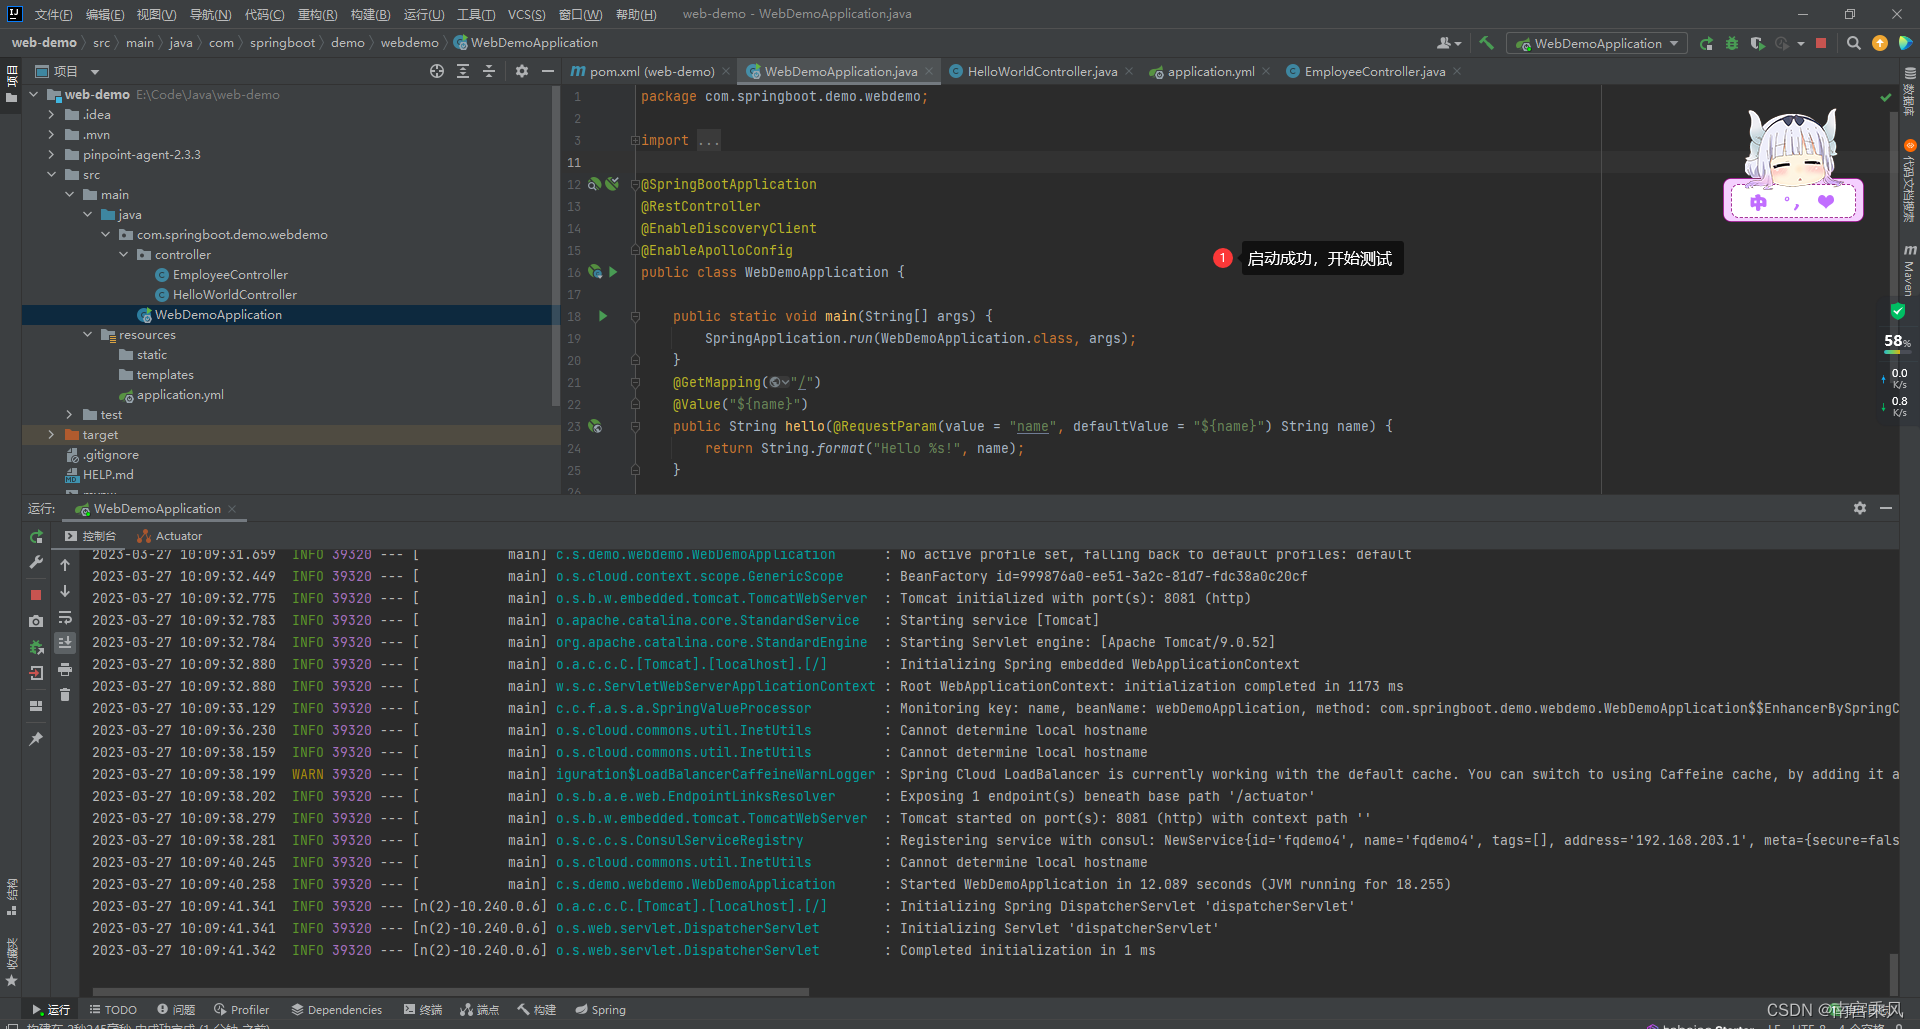 文件(F) 编辑(E) 视图(V) 导航(N) 代码(C) 重构(R) 构建(B) 运行(U) 工具(T) VCS(S) 窗口(W) 帮助(H) web-demo - WebDemoApplication.java
web-demo src main java com springboot demo webdemo WebDemoApplication
WebDemoApplication
项目
项目
pom.xml (web-demo) WebDemoApplication.java HelloWorldController.java application.yml EmployeeController.java
web-demo E:\Code\Java\web-demo
.idea
.mvn
pinpoint-agent-2.3.3
src
main
java
com.springboot.demo.webdemo
controller
EmployeeController
HelloWorldController
WebDemoApplication
resources
static
templates
application.yml
test
target
.gitignore
HELP.md
1 package com.springboot.demo.webdemo;
2
3 import ...
11
12 @SpringBootApplication
13 @RestController
14 @EnableDiscoveryClient
15 @EnableApolloConfig
16 public class WebDemoApplication {
17
18 public static void main(String[] args) {
19 SpringApplication.run(WebDemoApplication.class, args);
20 }
21 @GetMapping("/")
22 @Value("${name}")
23 public String hello(@RequestParam(value = "name", defaultValue = "${name}") String name) {
24 return String.format("Hello %s!", name);
25 }
26
1 启动成功，开始测试
中 °,
数据库
代码文档搜索
Maven
58%
0.0
K/s
0.8
K/s
运行: WebDemoApplication
控制台 Actuator
2023-03-27 10:09:31.659 INFO 39320 --- [ main] c.s.demo.webdemo.WebDemoApplication : No active profile set, falling back to default profiles: default
2023-03-27 10:09:32.449 INFO 39320 --- [ main] o.s.cloud.context.scope.GenericScope : BeanFactory id=999876a0-ee51-3a2c-81d7-fdc38a0c20cf
2023-03-27 10:09:32.775 INFO 39320 --- [ main] o.s.b.w.embedded.tomcat.TomcatWebServer : Tomcat initialized with port(s): 8081 (http)
2023-03-27 10:09:32.783 INFO 39320 --- [ main] o.apache.catalina.core.StandardService : Starting service [Tomcat]
2023-03-27 10:09:32.784 INFO 39320 --- [ main] org.apache.catalina.core.StandardEngine : Starting Servlet engine: [Apache Tomcat/9.0.52]
2023-03-27 10:09:32.880 INFO 39320 --- [ main] o.a.c.c.C.[Tomcat].[localhost].[/] : Initializing Spring embedded WebApplicationContext
2023-03-27 10:09:32.880 INFO 39320 --- [ main] w.s.c.ServletWebServerApplicationContext : Root WebApplicationContext: initialization completed in 1173 ms
2023-03-27 10:09:33.129 INFO 39320 --- [ main] c.c.f.a.s.a.SpringValueProcessor : Monitoring key: name, beanName: webDemoApplication, method: com.springboot.demo.webdemo.WebDemoApplication$$EnhancerBySpringC
2023-03-27 10:09:36.230 INFO 39320 --- [ main] o.s.cloud.commons.util.InetUtils : Cannot determine local hostname
2023-03-27 10:09:38.159 INFO 39320 --- [ main] o.s.cloud.commons.util.InetUtils : Cannot determine local hostname
2023-03-27 10:09:38.199 WARN 39320 --- [ main] iguration$LoadBalancerCaffeineWarnLogger : Spring Cloud LoadBalancer is currently working with the default cache. You can switch to using Caffeine cache, by adding it a
2023-03-27 10:09:38.202 INFO 39320 --- [ main] o.s.b.a.e.web.EndpointLinksResolver : Exposing 1 endpoint(s) beneath base path '/actuator'
2023-03-27 10:09:38.279 INFO 39320 --- [ main] o.s.b.w.embedded.tomcat.TomcatWebServer : Tomcat started on port(s): 8081 (http) with context path ''
2023-03-27 10:09:38.281 INFO 39320 --- [ main] o.s.c.c.s.ConsulServiceRegistry : Registering service with consul: NewService{id='fqdemo4', name='fqdemo4', tags=[], address='192.168.203.1', meta={secure=fals
2023-03-27 10:09:40.245 INFO 39320 --- [ main] o.s.cloud.commons.util.InetUtils : Cannot determine local hostname
2023-03-27 10:09:40.258 INFO 39320 --- [ main] c.s.demo.webdemo.WebDemoApplication : Started WebDemoApplication in 12.089 seconds (JVM running for 18.255)
2023-03-27 10:09:41.341 INFO 39320 --- [n(2)-10.240.0.6] o.a.c.c.C.[Tomcat].[localhost].[/] : Initializing Spring DispatcherServlet 'dispatcherServlet'
2023-03-27 10:09:41.341 INFO 39320 --- [n(2)-10.240.0.6] o.s.web.servlet.DispatcherServlet : Initializing Servlet 'dispatcherServlet'
2023-03-27 10:09:41.342 INFO 39320 --- [n(2)-10.240.0.6] o.s.web.servlet.DispatcherServlet : Completed initialization in 1 ms
结构
收藏夹
运行 TODO 问题 Profiler Dependencies 终端 端点 构建 Spring
CSDN @南宫乘风